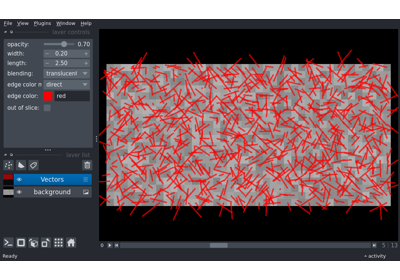 File View Plugins Window Help
layer controls
opacity: 0.70
width: 0.20
length: 2.50
blending: translucent
edge color m direct
edge color: red
out of slice:
layer list
Vectors
background
0 5 13
Ready activity